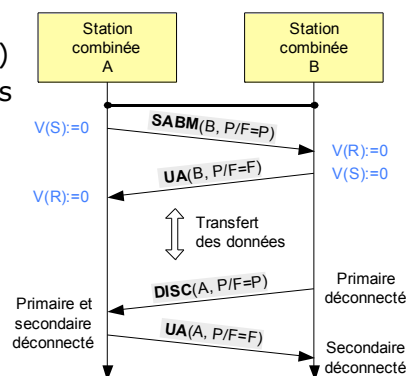 )
s
Station
combinée
A
Station
combinée
B
V(S):=0
SABM(B, P/F=P)
V(R):=0
UA(B, P/F=F)
V(S):=0
V(R):=0
Transfert
des données
DISC(A, P/F=P)
Primaire
déconnecté
Primaire et
secondaire
déconnecté
UA(A, P/F=F)
Secondaire
déconnecté